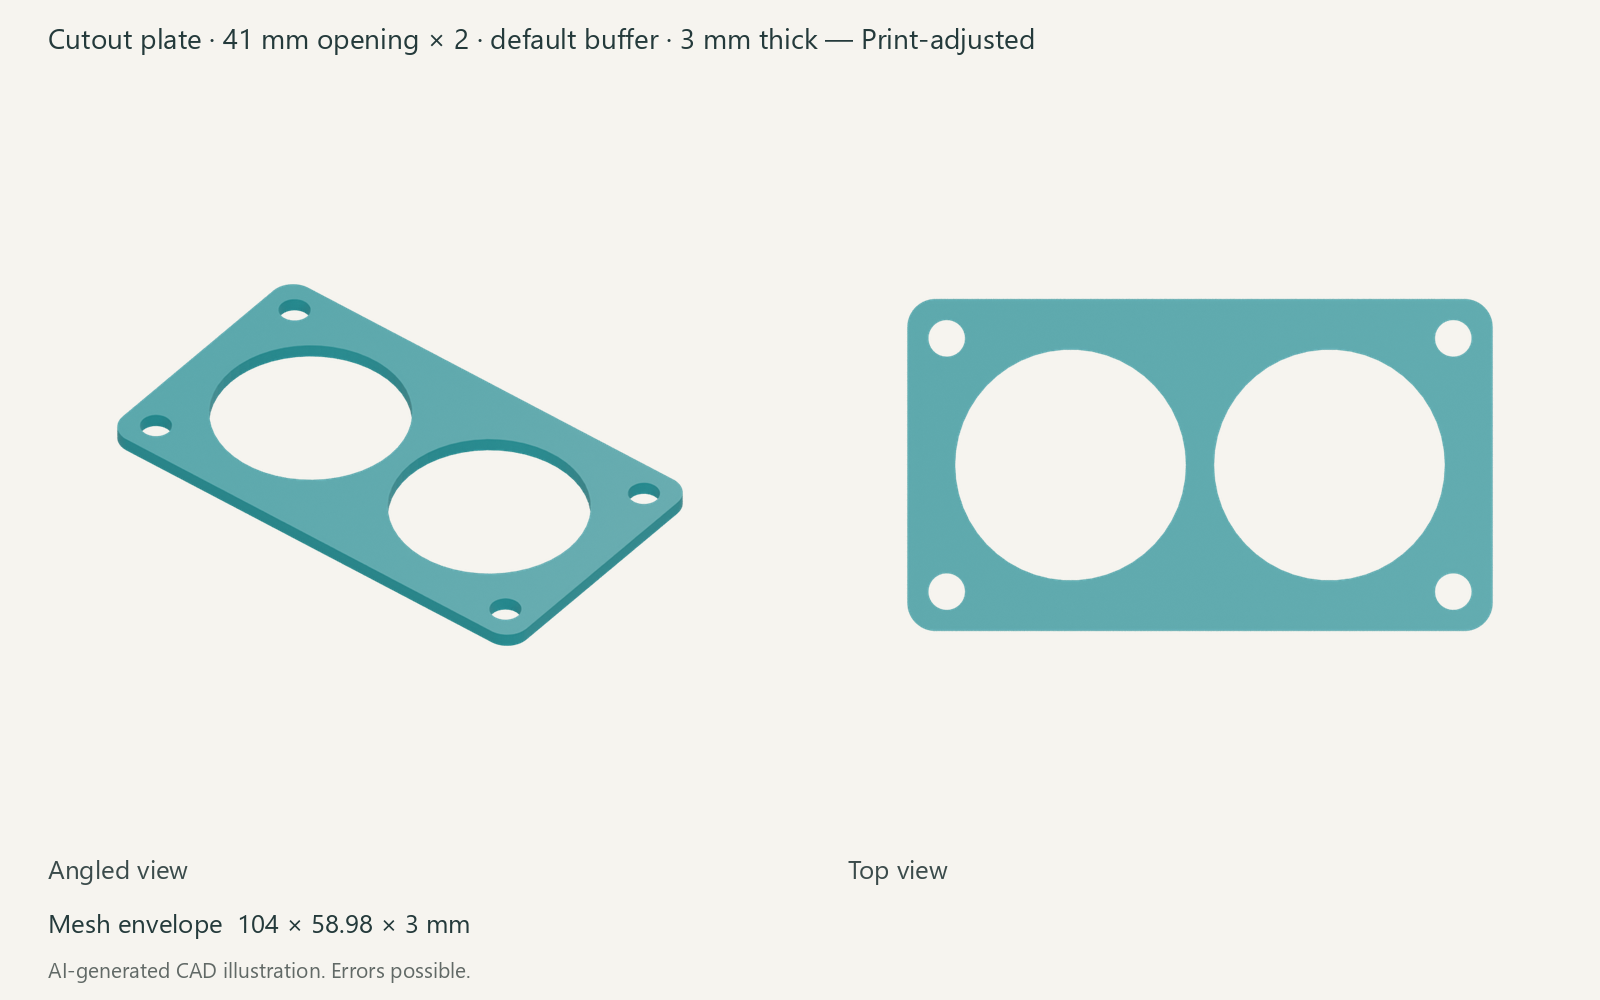 Cutout plate · 41 mm opening × 2 · default buffer · 3 mm thick — Print-adjusted
Angled view
Top view
Mesh envelope 104 × 58.98 × 3 mm
AI-generated CAD illustration. Errors possible.